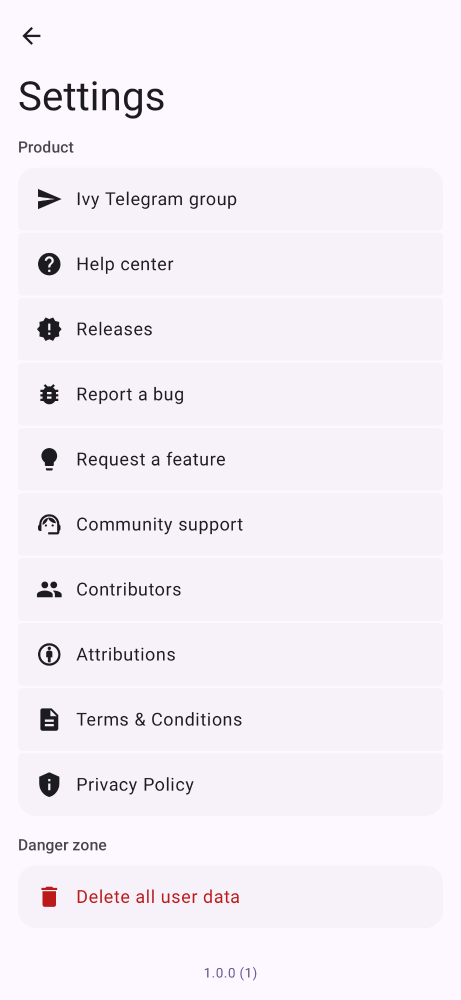 Settings
Product
Ivy Telegram group
Help center
Releases
Report a bug
Request a feature
Community support
Contributors
Attributions
Terms & Conditions
Privacy Policy
Danger zone
Delete all user data
1.0.0 (1)